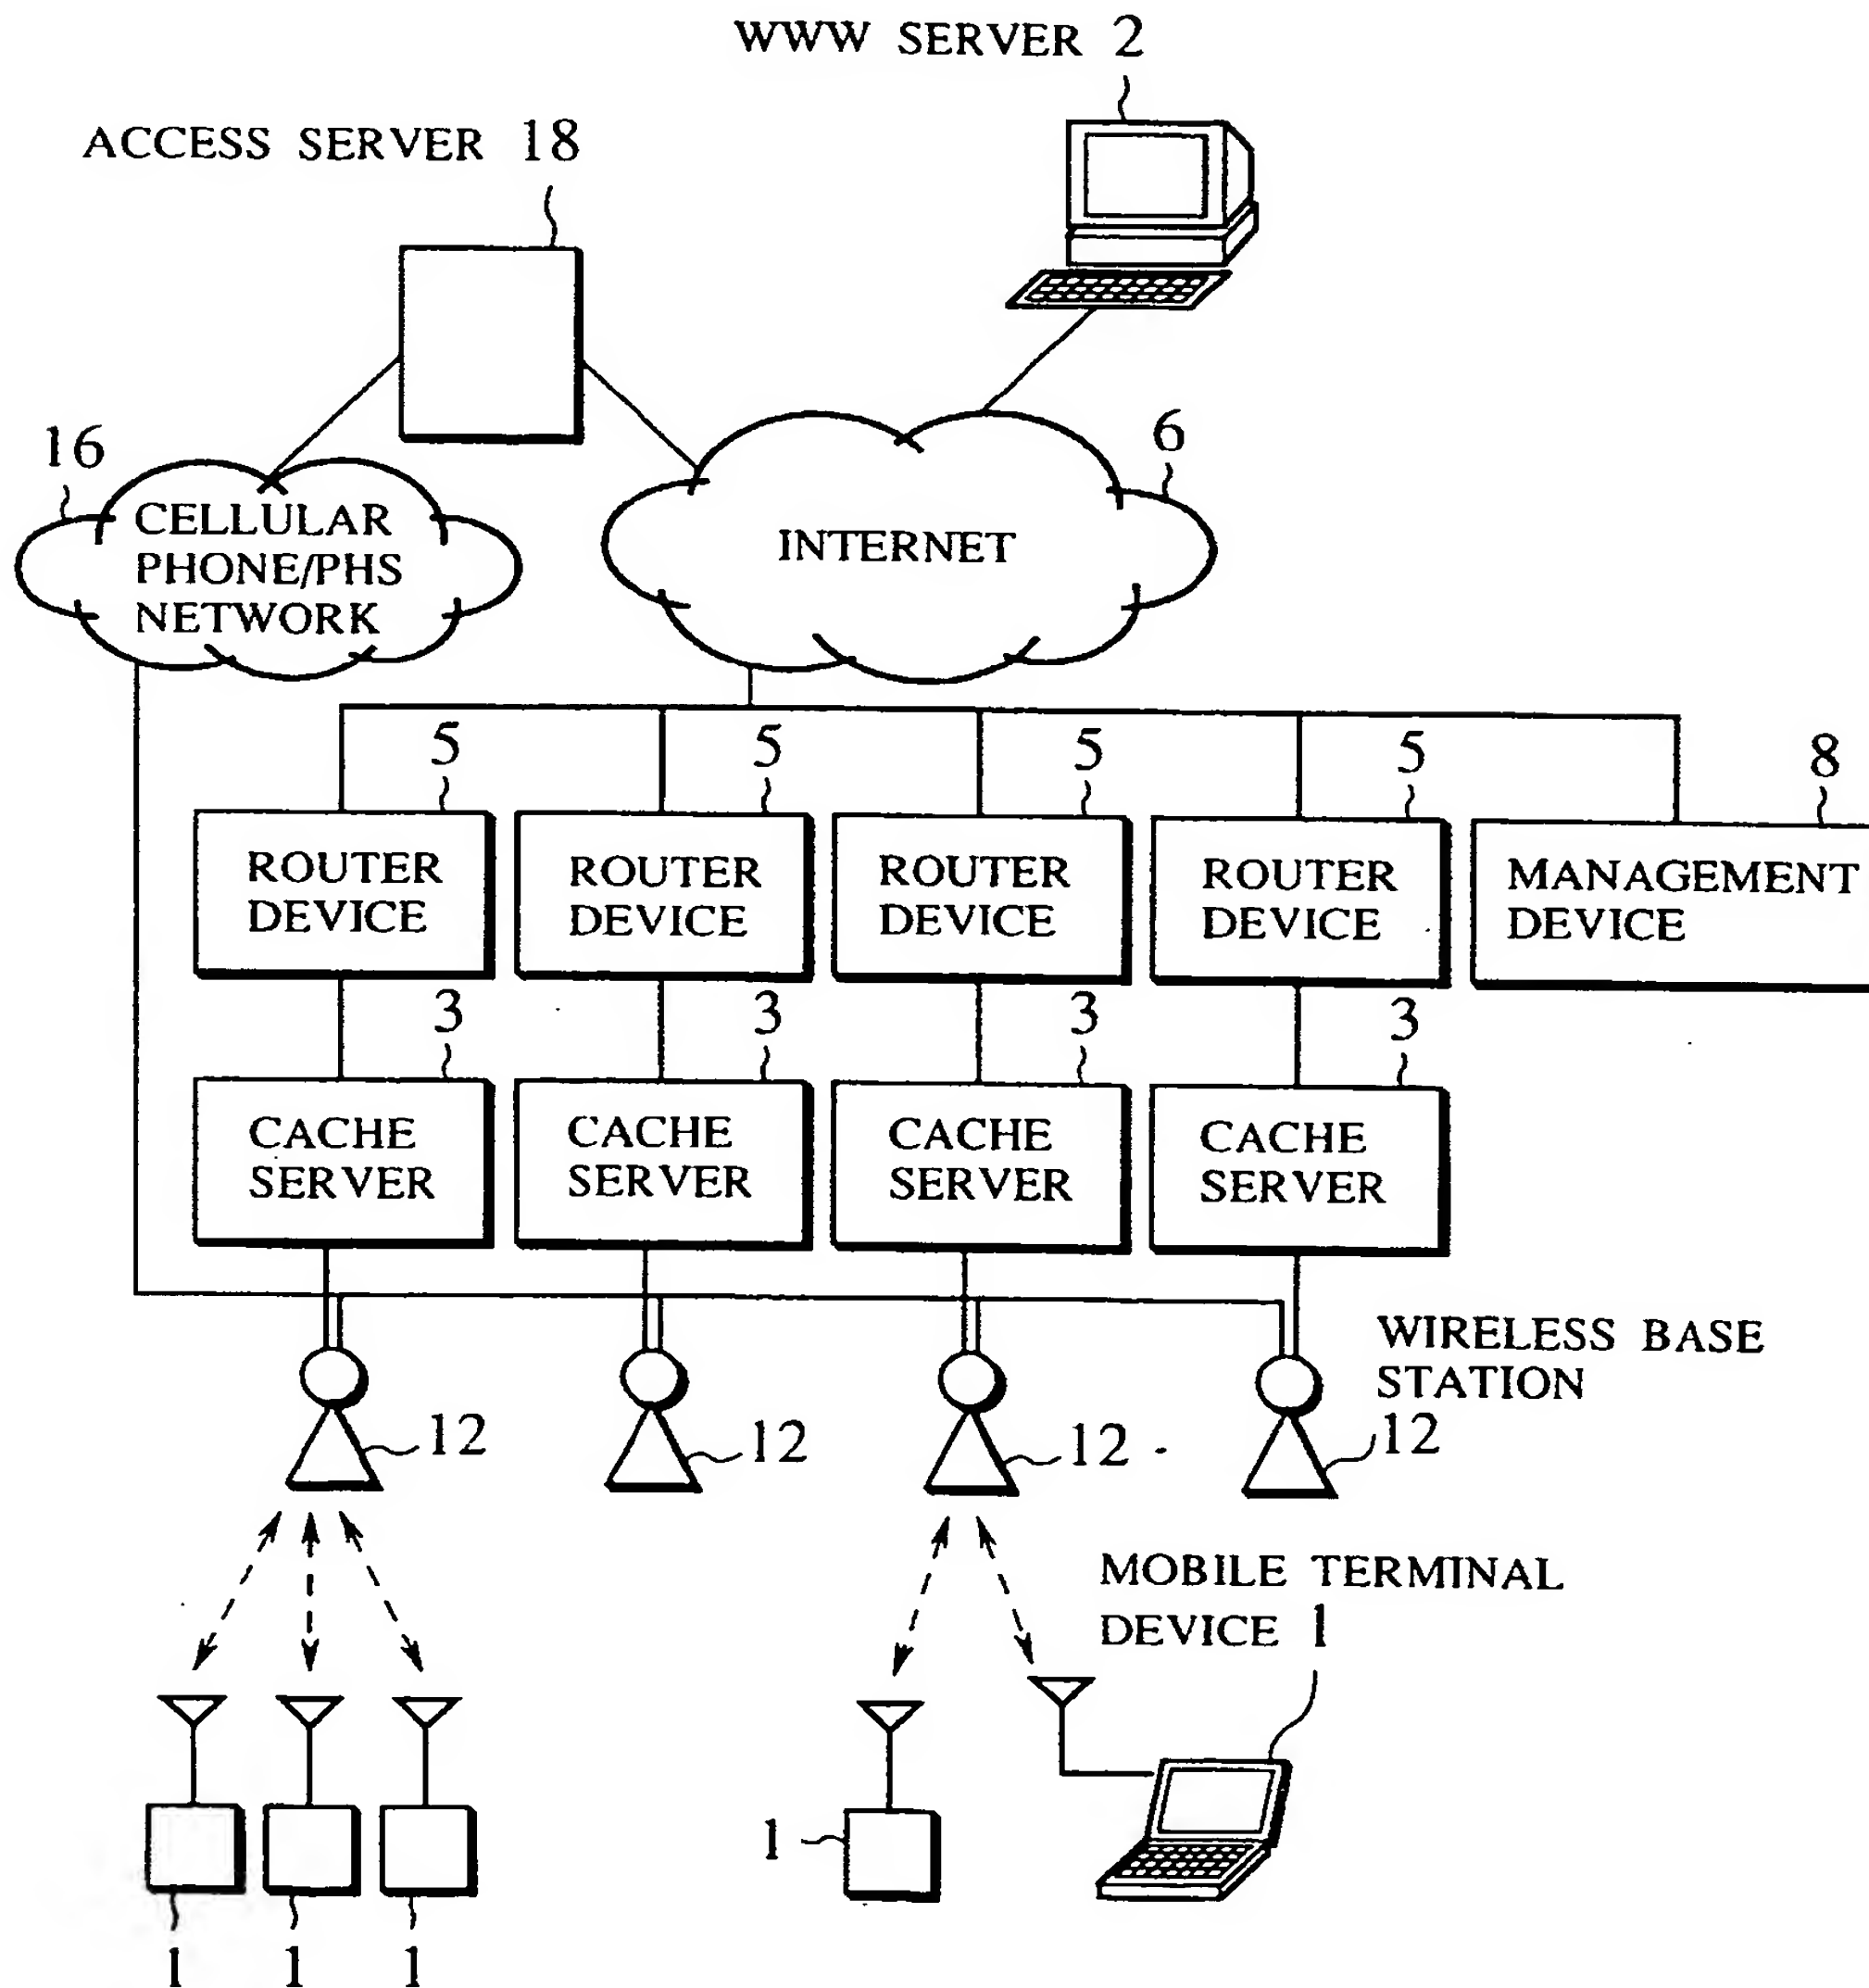 WWW SERVER 2
ACCESS SERVER 18
16
6
CELLULAR
PHONE/PHS
NETWORK
INTERNET
5
5
5
5
8
ROUTER
DEVICE
ROUTER
DEVICE
ROUTER
DEVICE
ROUTER
DEVICE
MANAGEMENT
DEVICE
3
3
3
3
CACHE
SERVER
CACHE
SERVER
CACHE
SERVER
CACHE
SERVER
WIRELESS BASE
STATION
12
12
12
12
MOBILE TERMINAL
DEVICE 1
1
1
1
1